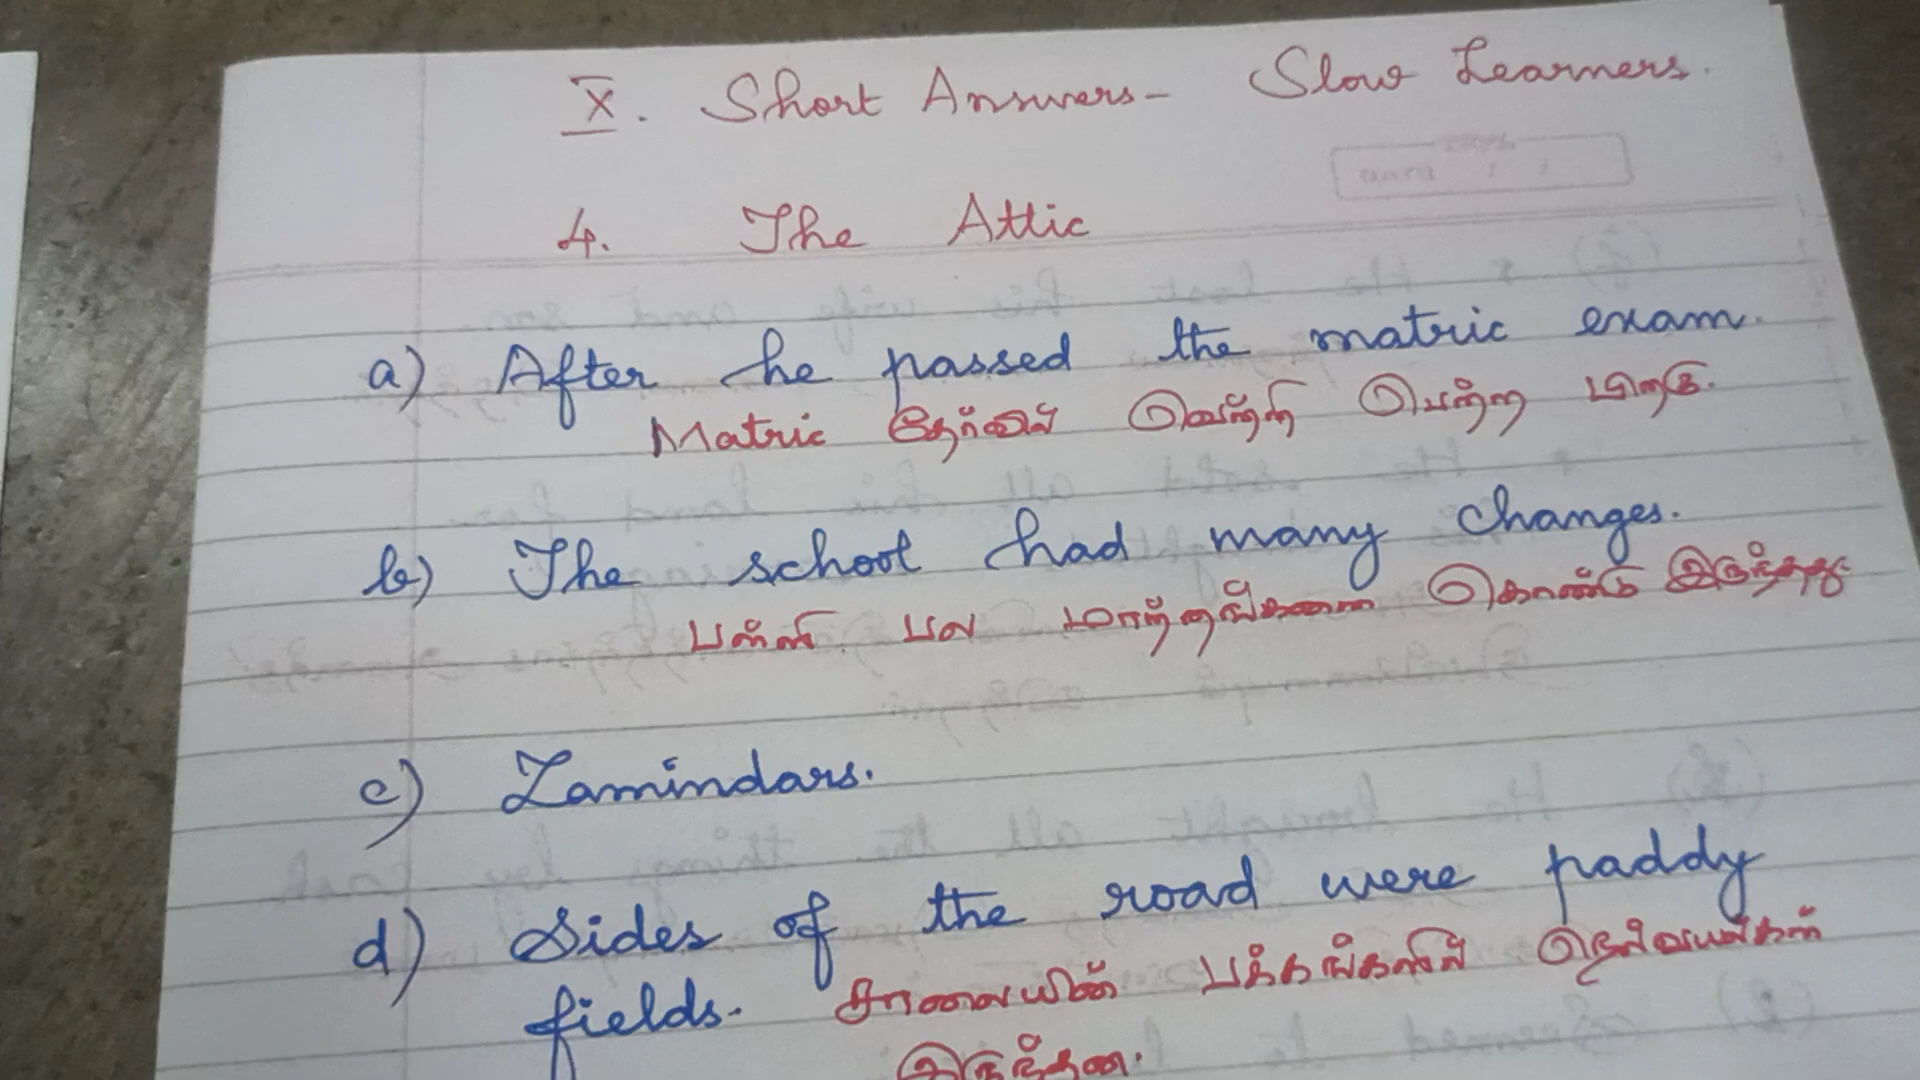 X. Short Answers - Slow Learners.
4. The Attic
a) After he passed the matric exam.
Matric தேர்வில் வெற்றி பெற்ற பிறகு.
b) The school had many changes.
பள்ளி பல மாற்றங்களை கொண்டு இருந்தது.
c) Zamindars.
d) Sides of the road were paddy
fields. சாலையின் பக்கங்களில் நெல்வயல்கள்
இருந்தன.